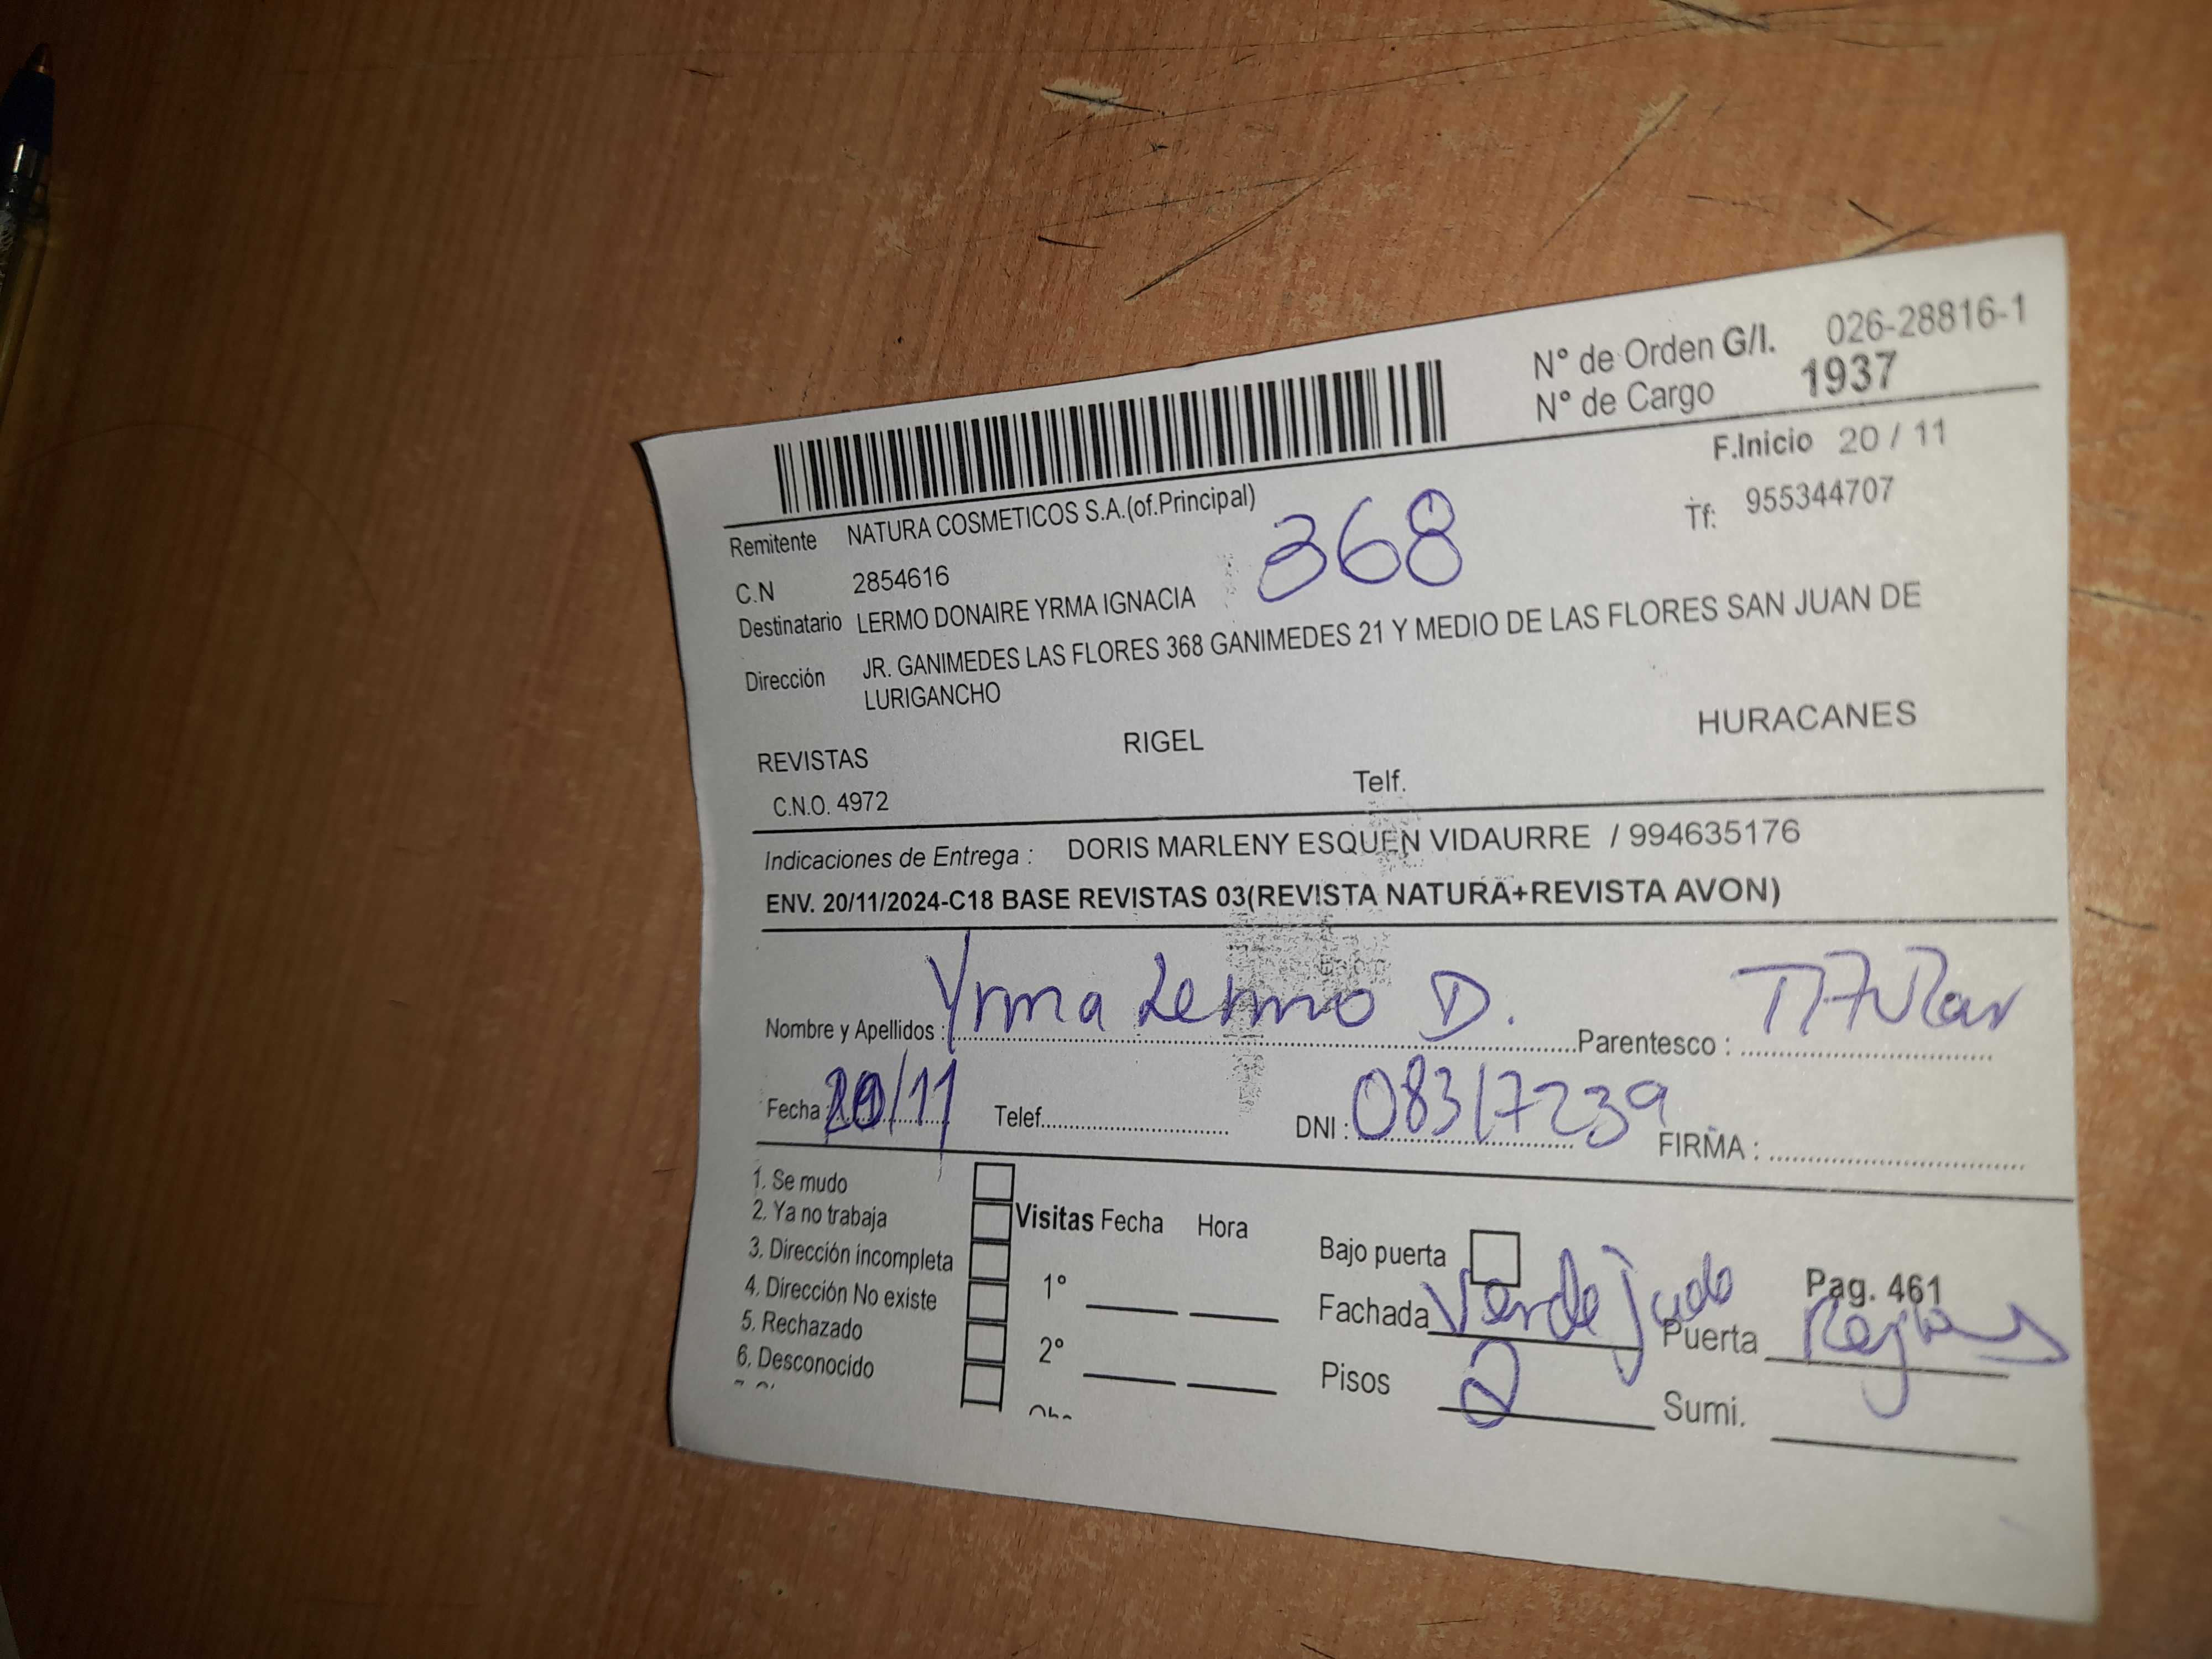 N° de Orden G/I. 026-28816-1
N° de Cargo 1937
F.Inicio 20 / 11
Remitente NATURA COSMETICOS S.A.(of.Principal)
368
Tf: 955344707
C.N 2854616
Destinatario LERMO DONAIRE YRMA IGNACIA
Dirección JR. GANIMEDES LAS FLORES 368 GANIMEDES 21 Y MEDIO DE LAS FLORES SAN JUAN DE
LURIGANCHO
REVISTAS RIGEL HURACANES
C.N.O. 4972 Telf.
Indicaciones de Entrega : DORIS MARLENY ESQUEN VIDAURRE / 994635176
ENV. 20/11/2024-C18 BASE REVISTAS 03(REVISTA NATURA+REVISTA AVON)
Nombre y Apellidos : Yrma Lermo D. Parentesco : Titular
Fecha : 20/11 Telef. DNI : 08317239 FIRMA :
1. Se mudo
2. Ya no trabaja
3. Dirección incompleta
4. Dirección No existe
5. Rechazado
6. Desconocido
Visitas Fecha Hora
1°
2°
Bajo puerta
Pag. 461
Fachada Verde Jade Puerta Rejas
Pisos 2 Sumi.